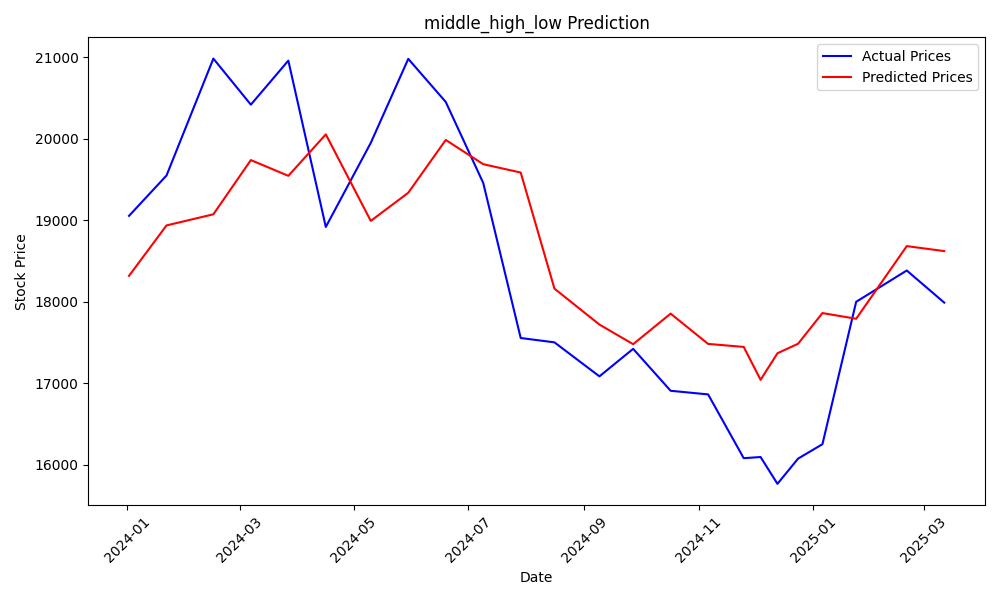 middle_high_low Prediction
Actual Prices
Predicted Prices
Stock Price
21000
20000
19000
18000
17000
16000
2024-01
2024-03
2024-05
2024-07
2024-09
2024-11
2025-01
2025-03
Date